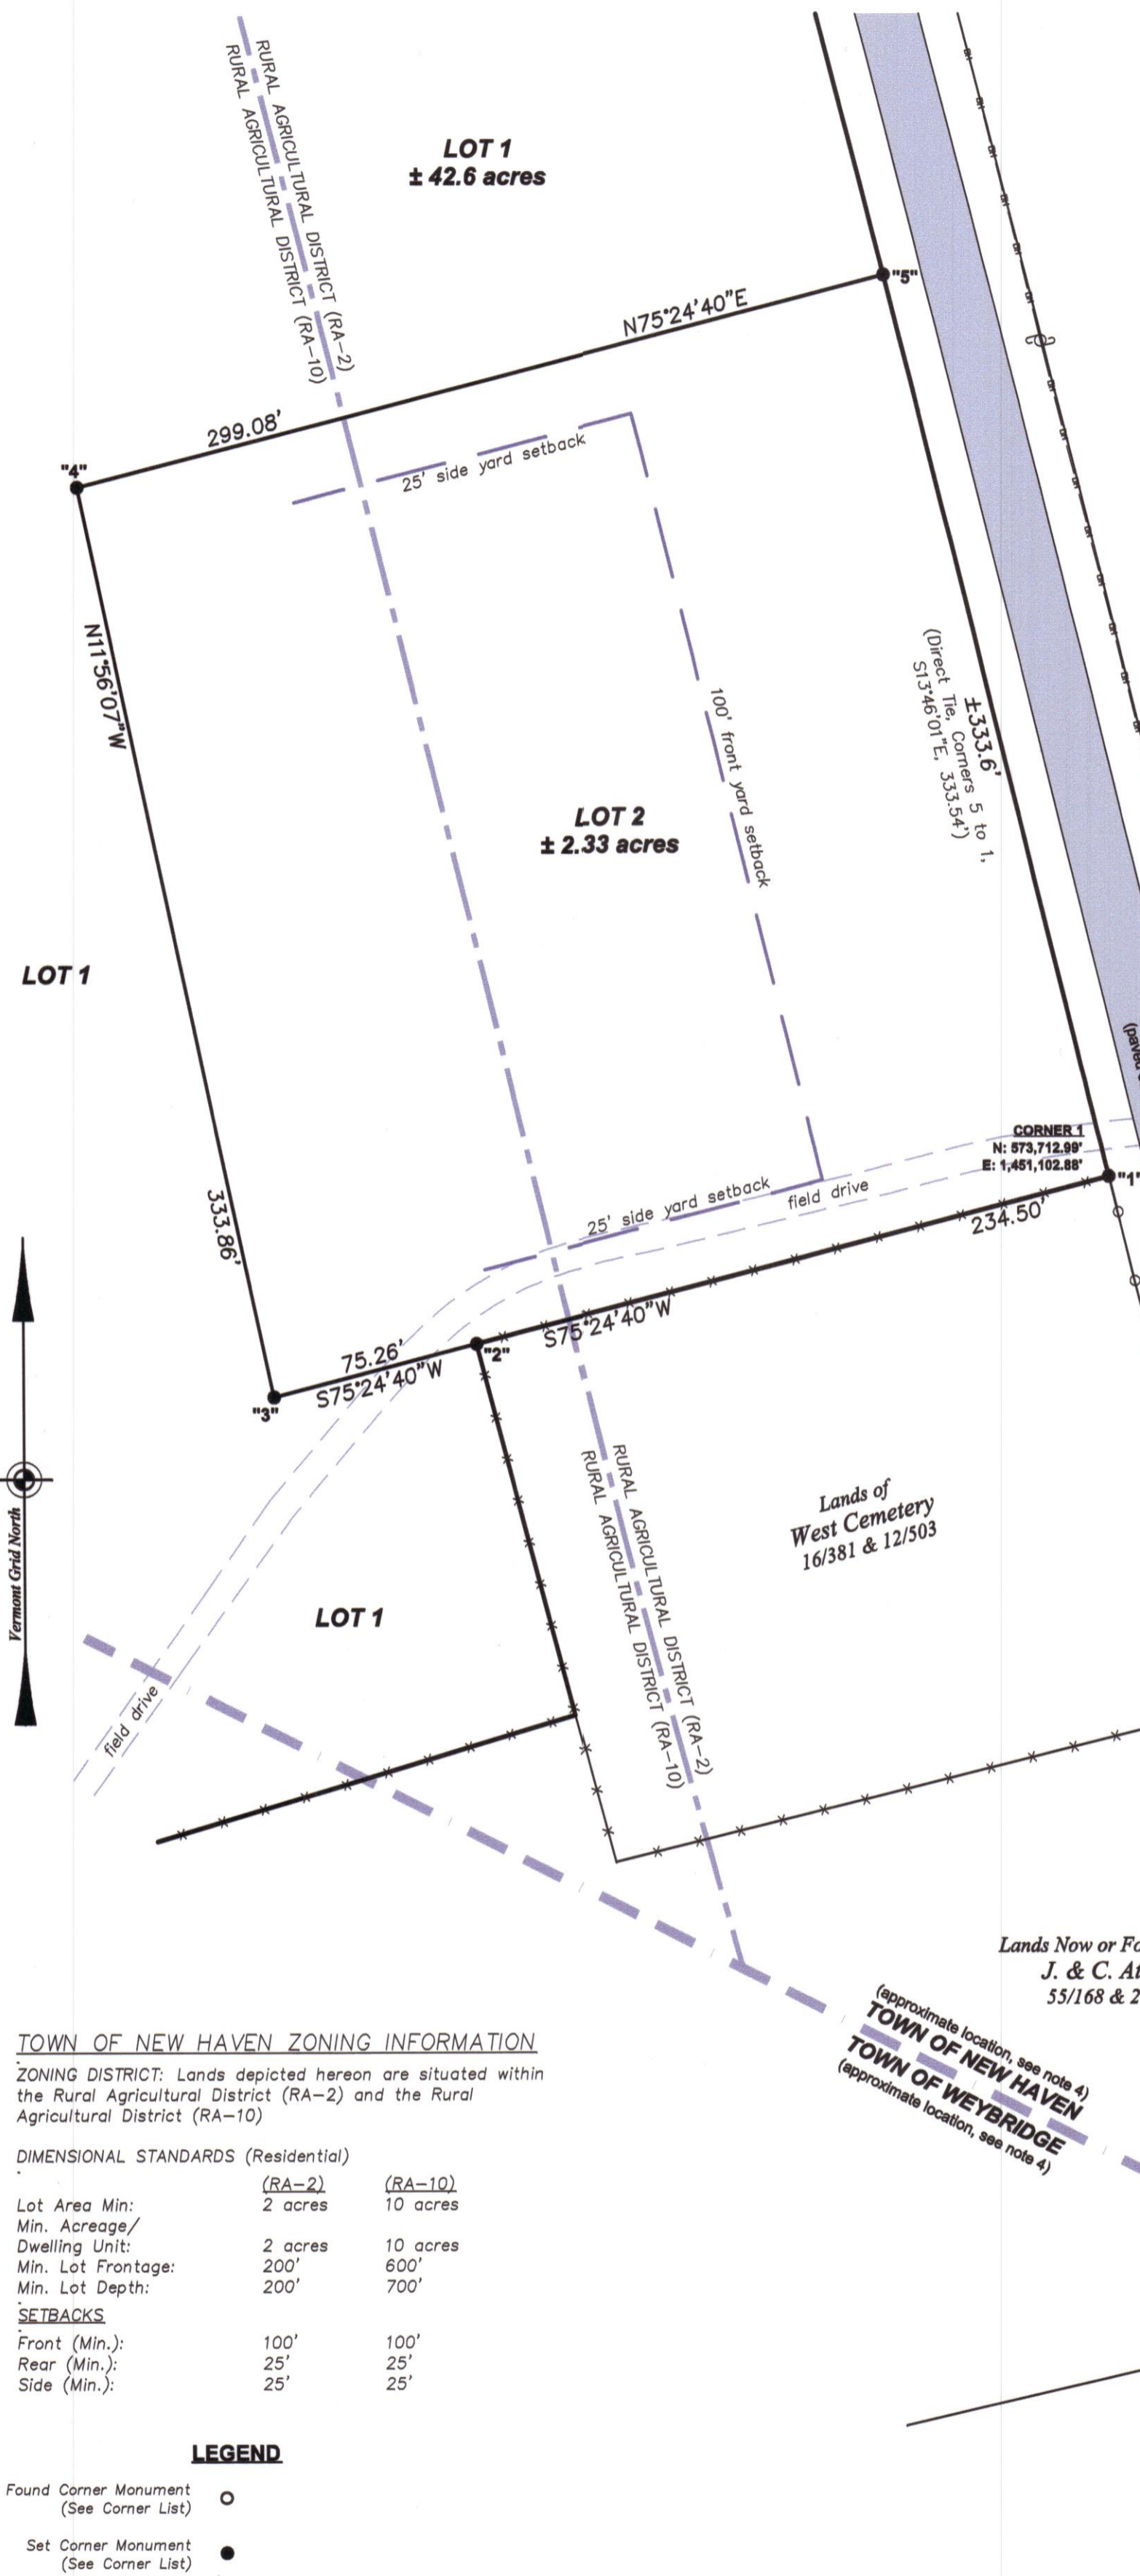 RURAL AGRICULTURAL DISTRICT (RA-2)
RURAL AGRICULTURAL DISTRICT (RA-10)
LOT 1
± 42.6 acres
"5"
N75°24'40"E
299.08'
"4"
25' side yard setback
N11°56'07"W
100' front yard setback
±333.6'
(Direct Tie, Corners 5 to 1,
S13°46'01"E, 333.54')
LOT 2
± 2.33 acres
LOT 1
(paved
CORNER 1
N: 573,712.99'
E: 1,451,102.88'
"1"
333.86'
25' side yard setback
field drive
234.50'
S75°24'40"W
"2"
75.26'
S75°24'40"W
"3"
Vermont Grid North
RURAL AGRICULTURAL DISTRICT (RA-2)
RURAL AGRICULTURAL DISTRICT (RA-10)
Lands of
West Cemetery
16/381 & 12/503
LOT 1
field drive
Lands Now or Fo
J. & C. At
55/168 & 2
(approximate location, see note 4)
TOWN OF NEW HAVEN
TOWN OF WEYBRIDGE
(approximate location, see note 4)
TOWN OF NEW HAVEN ZONING INFORMATION
ZONING DISTRICT: Lands depicted hereon are situated within
the Rural Agricultural District (RA-2) and the Rural
Agricultural District (RA-10)
DIMENSIONAL STANDARDS (Residential)
(RA-2) (RA-10)
Lot Area Min: 2 acres 10 acres
Min. Acreage/
Dwelling Unit: 2 acres 10 acres
Min. Lot Frontage: 200' 600'
Min. Lot Depth: 200' 700'
SETBACKS
Front (Min.): 100' 100'
Rear (Min.): 25' 25'
Side (Min.): 25' 25'
LEGEND
Found Corner Monument
(See Corner List)
Set Corner Monument
(See Corner List)